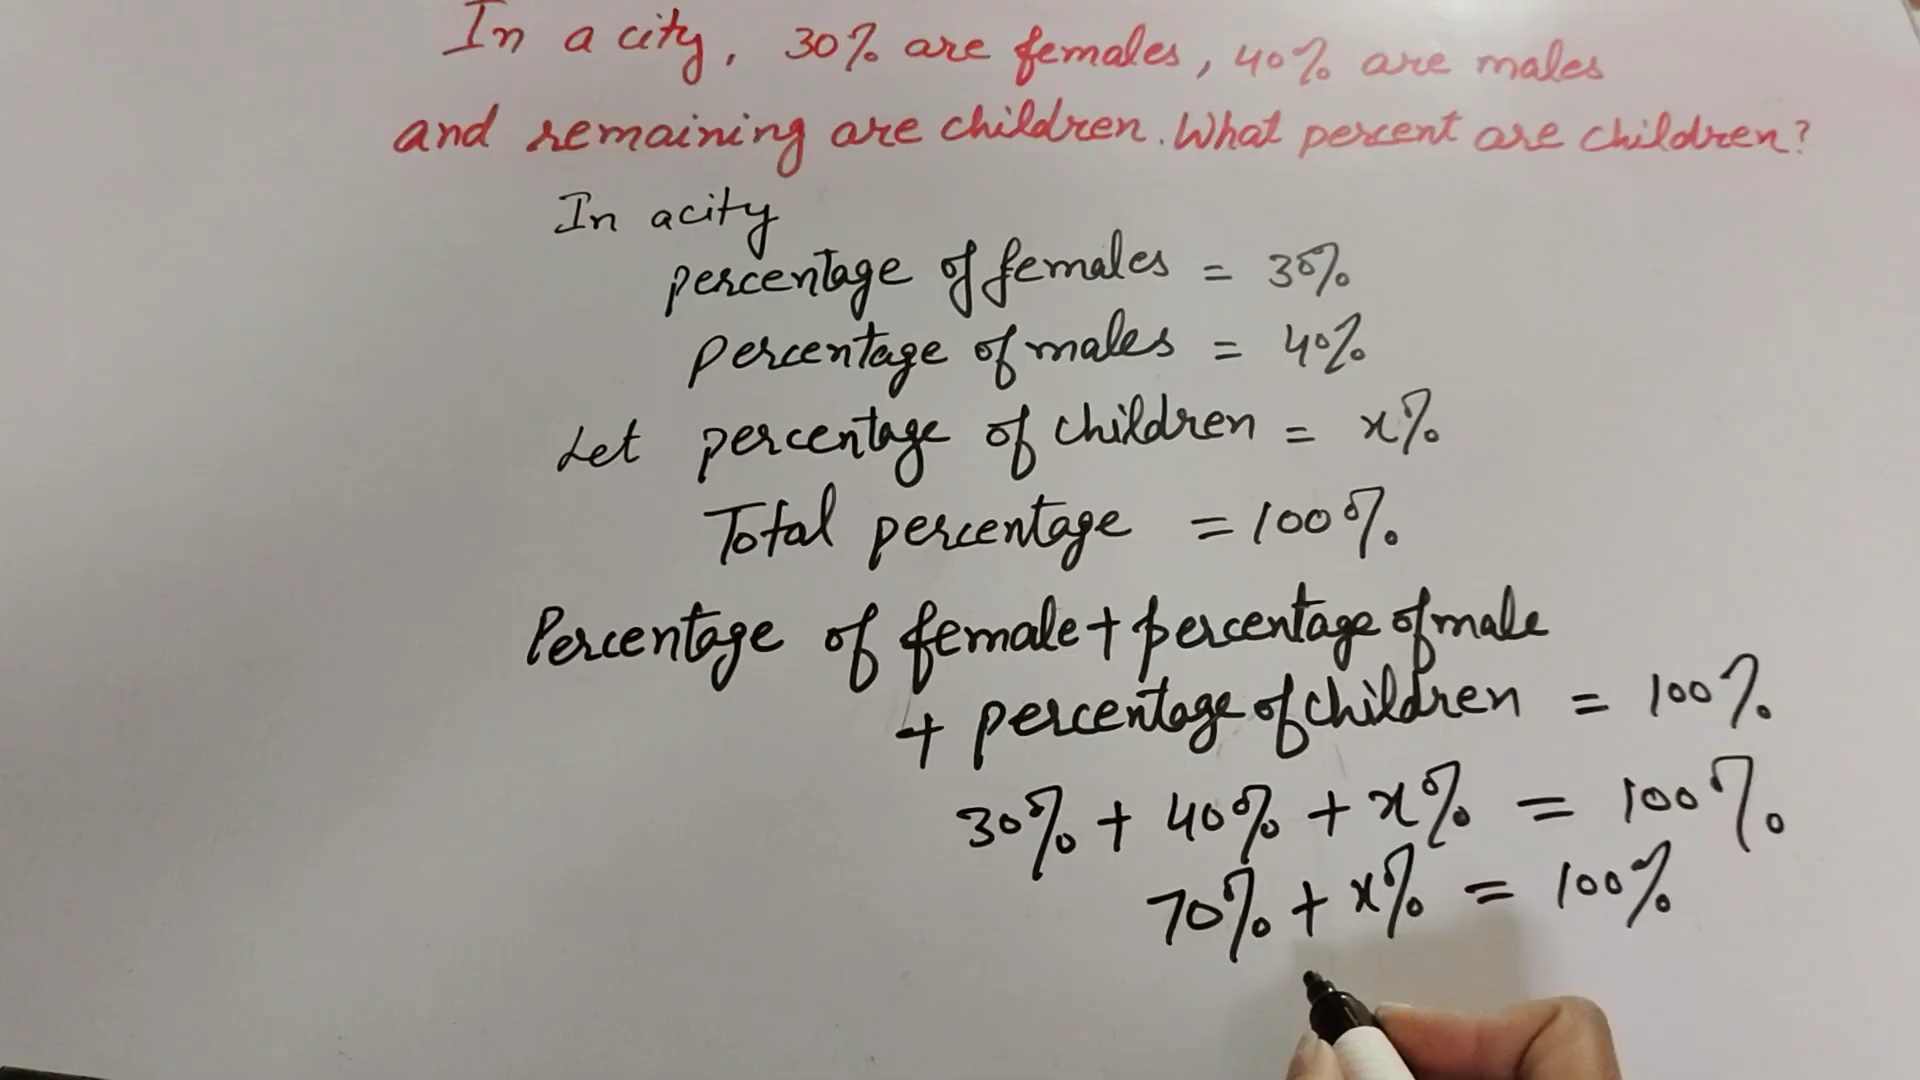 In a city, 30% are females, 40% are males
and remaining are children. What percent are children?
In a city
percentage of females = 30%
percentage of males = 40%
Let percentage of children = x%
Total percentage = 100%
Percentage of female + percentage of male
+ percentage of children = 100%
30% + 40% + x% = 100%
70% + x% = 100%